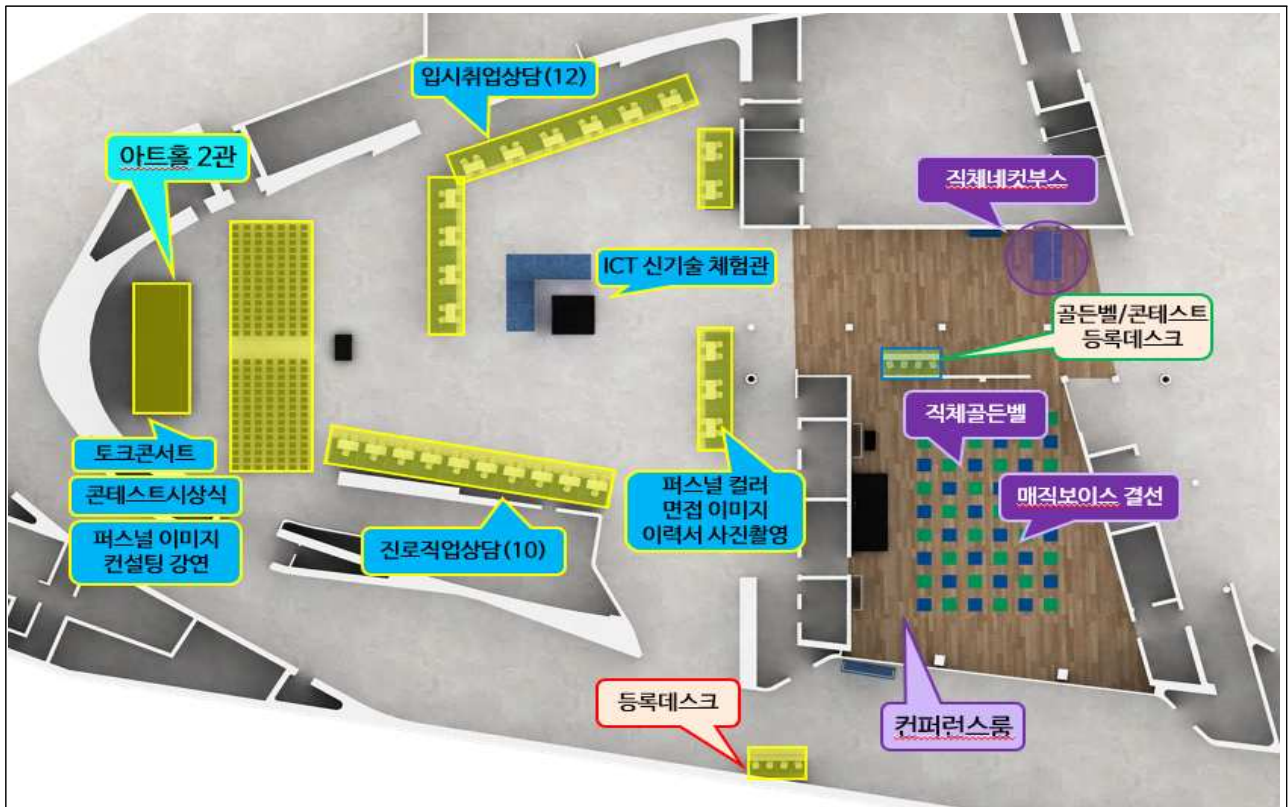 입시취업상담(12)
아트홀 2관
직체네컷부스
ICT 신기술 체험관
골든벨/콘테스트
등록데스크
직체골든벨
토크콘서트
콘테스트시상식
퍼스널 이미지
컨설팅 강연
진로직업상담(10)
퍼스널 컬러
면접 이미지
이력서 사진촬영
매직보이스 결선
등록데스크
컨퍼런스룸